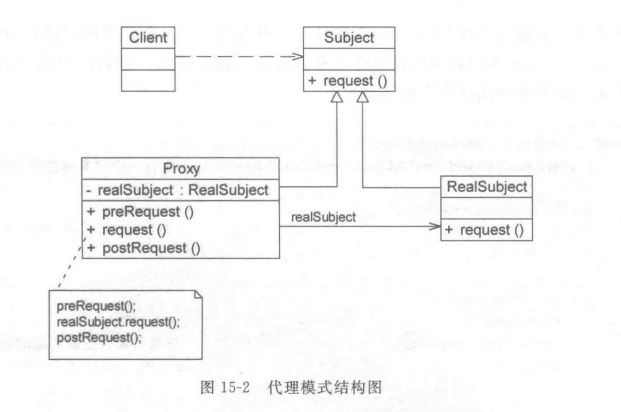 Client
Subject
+ request ()
Proxy
- realSubject : RealSubject
+ preRequest ()
+ request ()
+ postRequest ()
realSubject
RealSubject
+ request ()
preRequest();
realSubject.request();
postRequest();
图 15-2 代理模式结构图